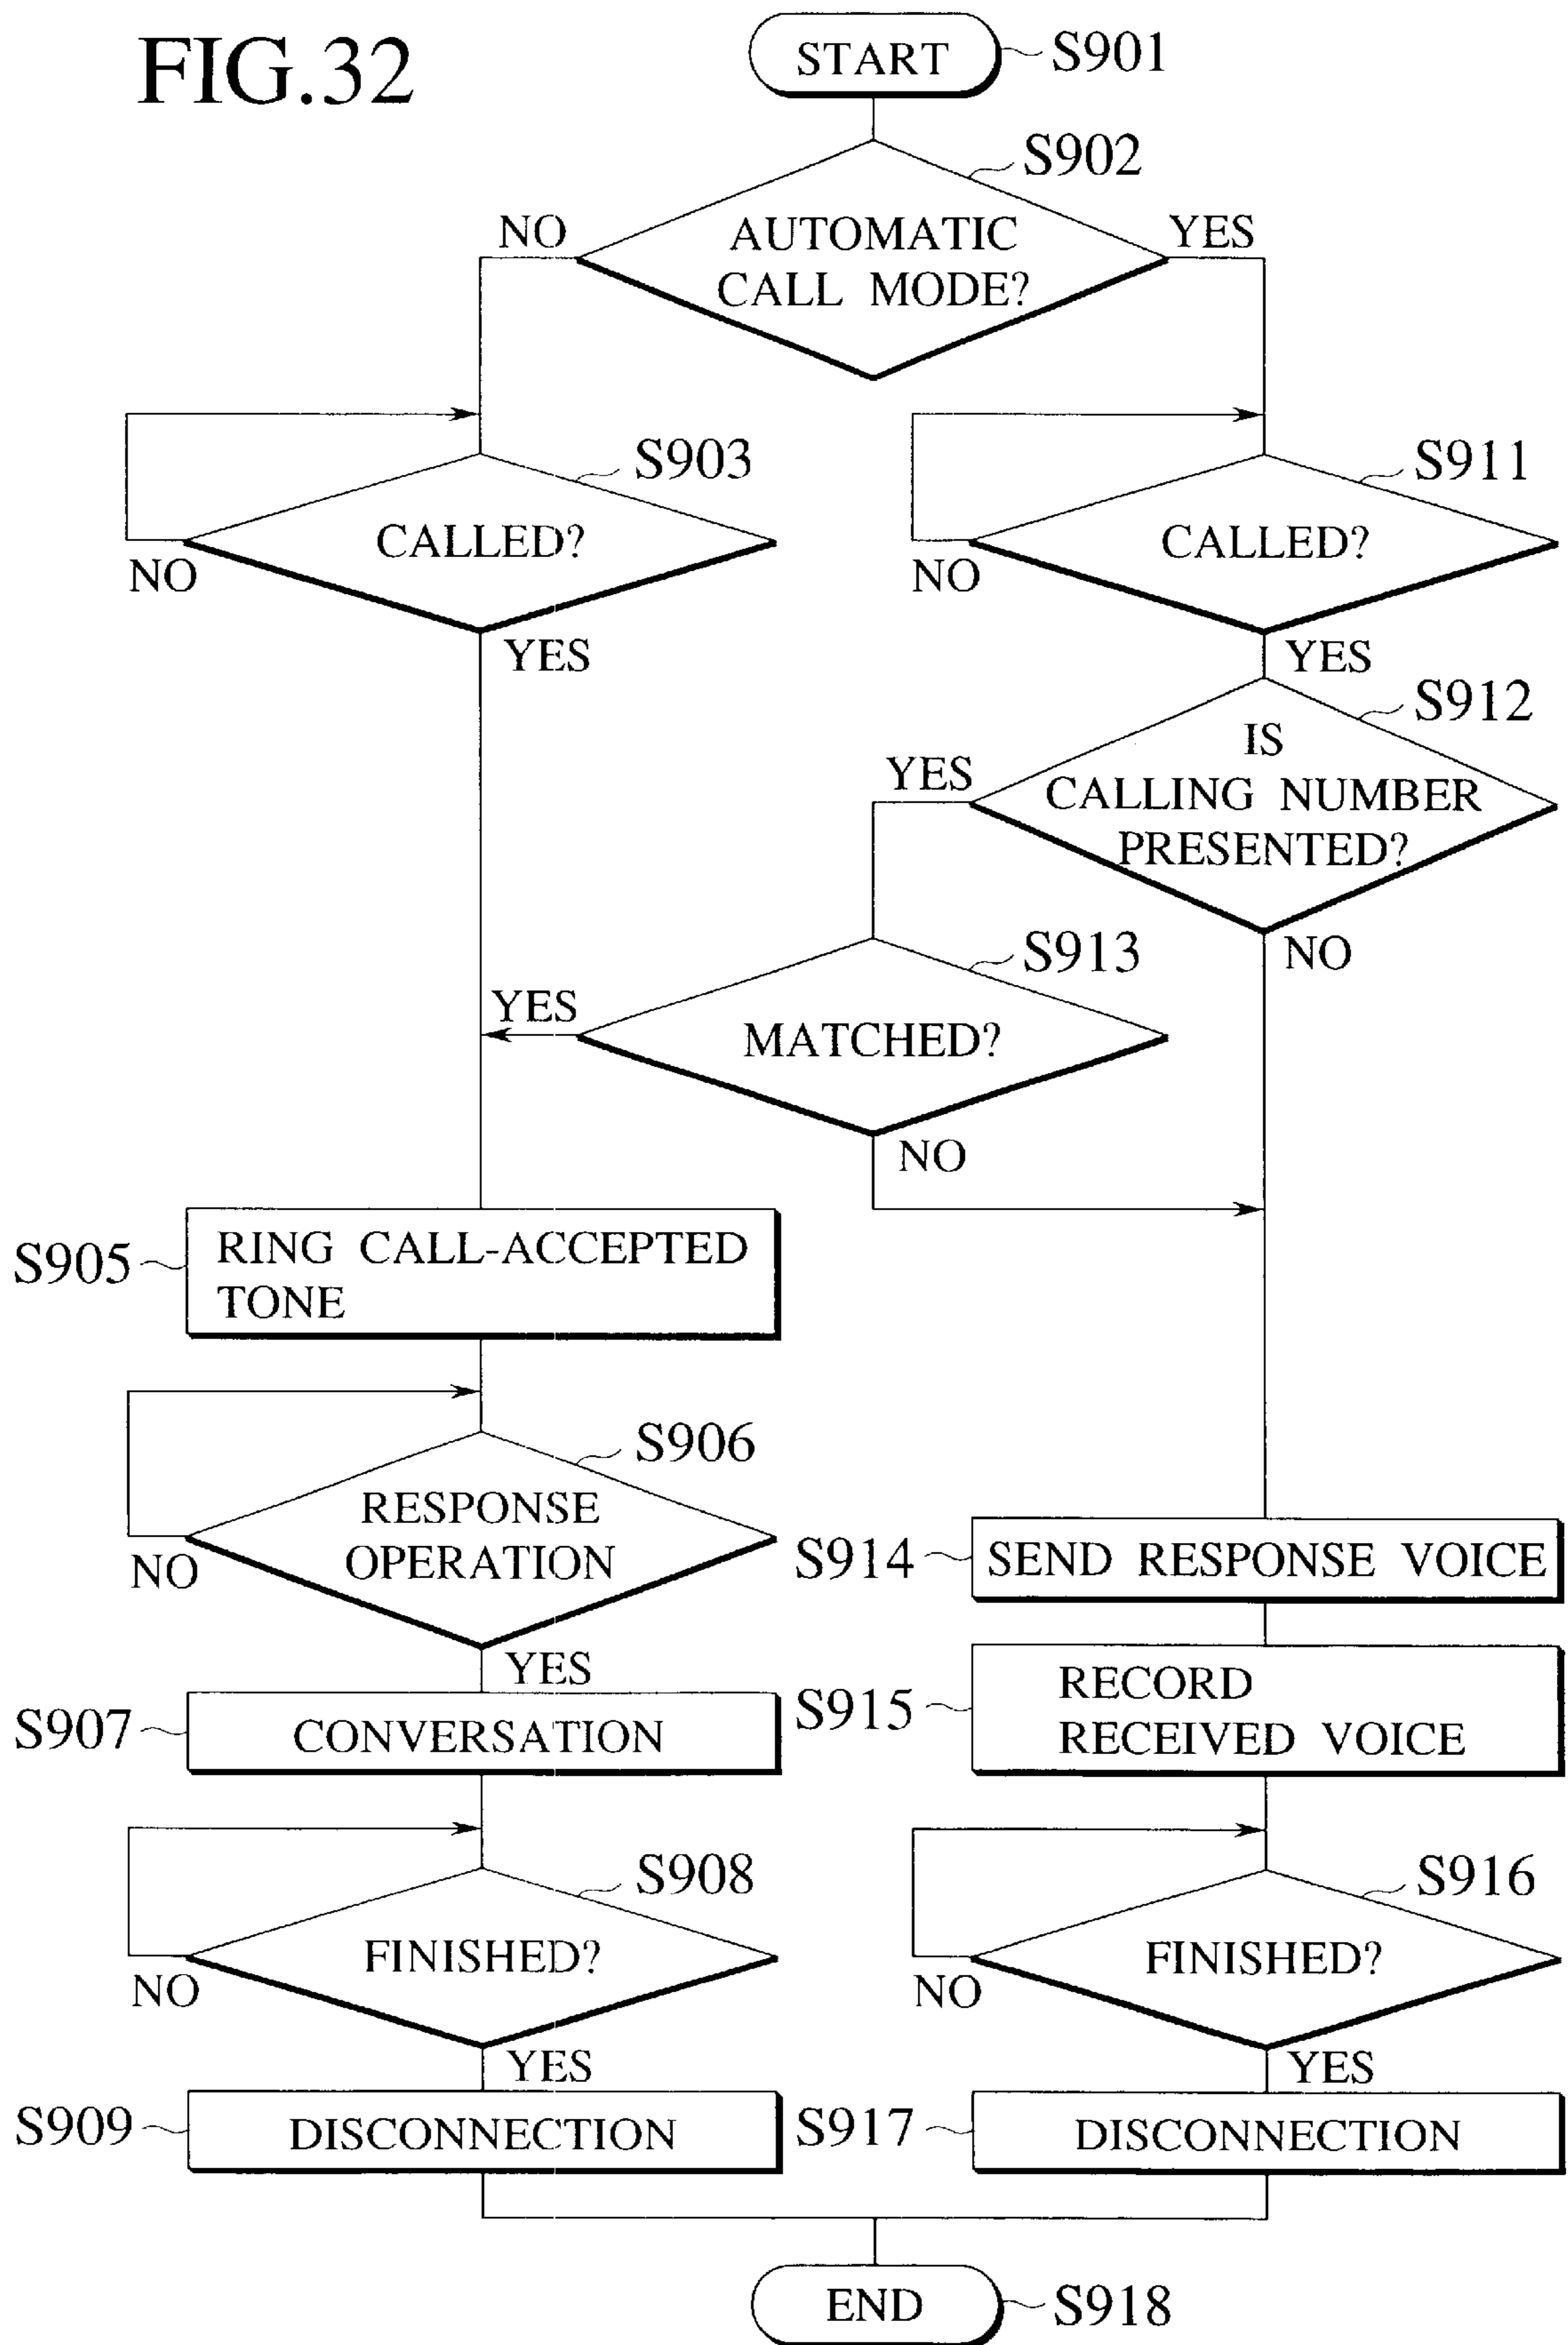 FIG.32
START
S901
S902
AUTOMATIC
CALL MODE?
NO
YES
S903
CALLED?
NO
YES
S911
CALLED?
NO
YES
S912
IS
CALLING NUMBER
PRESENTED?
YES
NO
S913
MATCHED?
YES
NO
S905
RING CALL-ACCEPTED
TONE
S906
RESPONSE
OPERATION
NO
YES
S914
SEND RESPONSE VOICE
S907
CONVERSATION
S915
RECORD
RECEIVED VOICE
S908
FINISHED?
NO
YES
S916
FINISHED?
NO
YES
S909
DISCONNECTION
S917
DISCONNECTION
END
S918